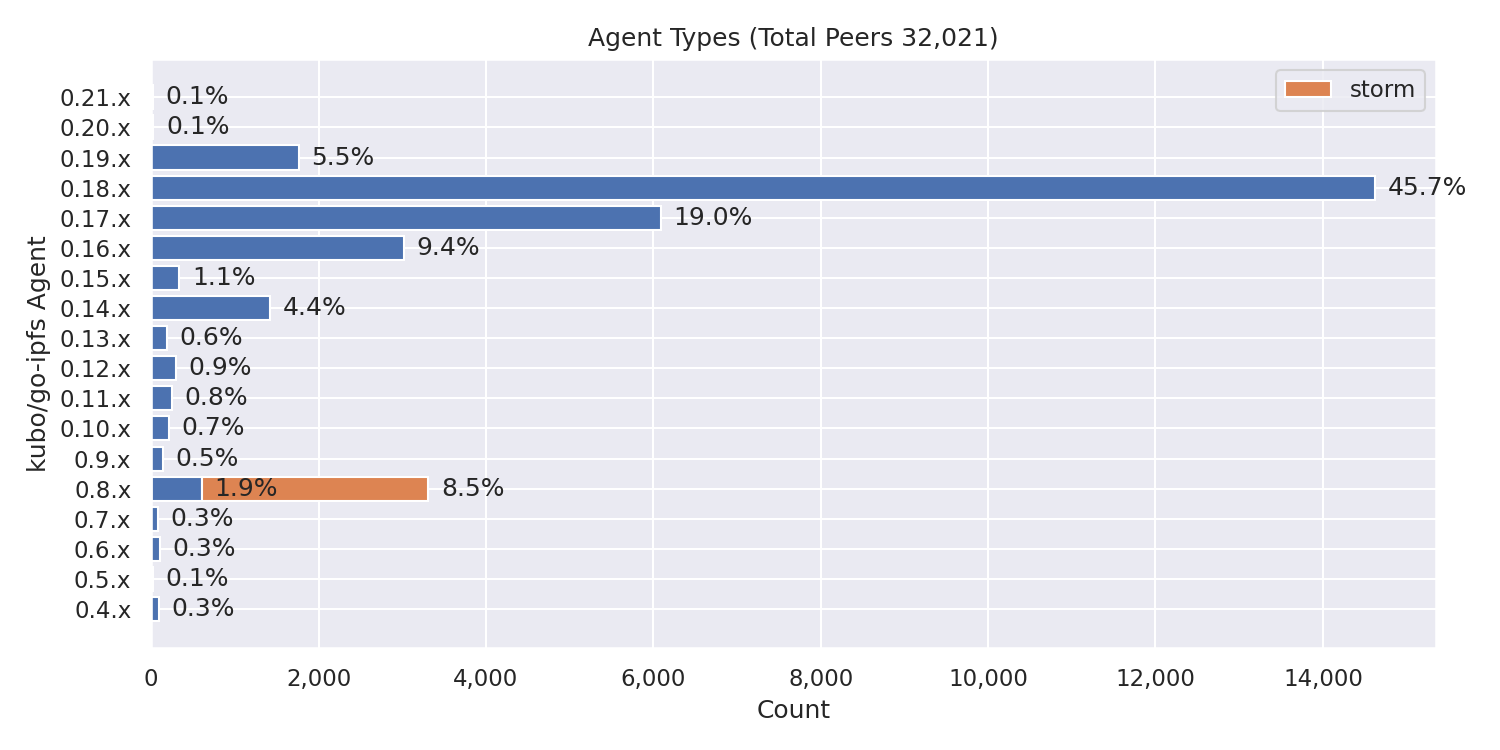 Agent Types (Total Peers 32,021)
storm
kubo/go-ipfs Agent
0.21.x 0.1%
0.20.x 0.1%
0.19.x 5.5%
0.18.x 45.7%
0.17.x 19.0%
0.16.x 9.4%
0.15.x 1.1%
0.14.x 4.4%
0.13.x 0.6%
0.12.x 0.9%
0.11.x 0.8%
0.10.x 0.7%
0.9.x 0.5%
0.8.x 1.9% 8.5%
0.7.x 0.3%
0.6.x 0.3%
0.5.x 0.1%
0.4.x 0.3%
0 2,000 4,000 6,000 8,000 10,000 12,000 14,000
Count